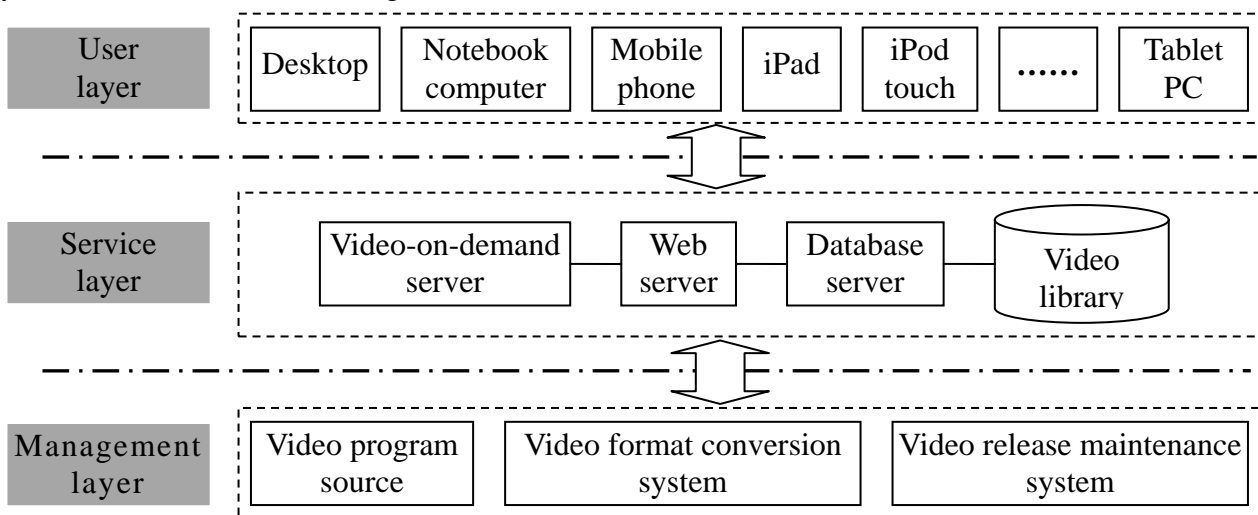 User
layer
Desktop
Notebook
computer
Mobile
phone
iPad
iPod
touch
......
Tablet
PC
Service
layer
Video-on-demand
server
Web
server
Database
server
Video
library
Management
layer
Video program
source
Video format conversion
system
Video release maintenance
system